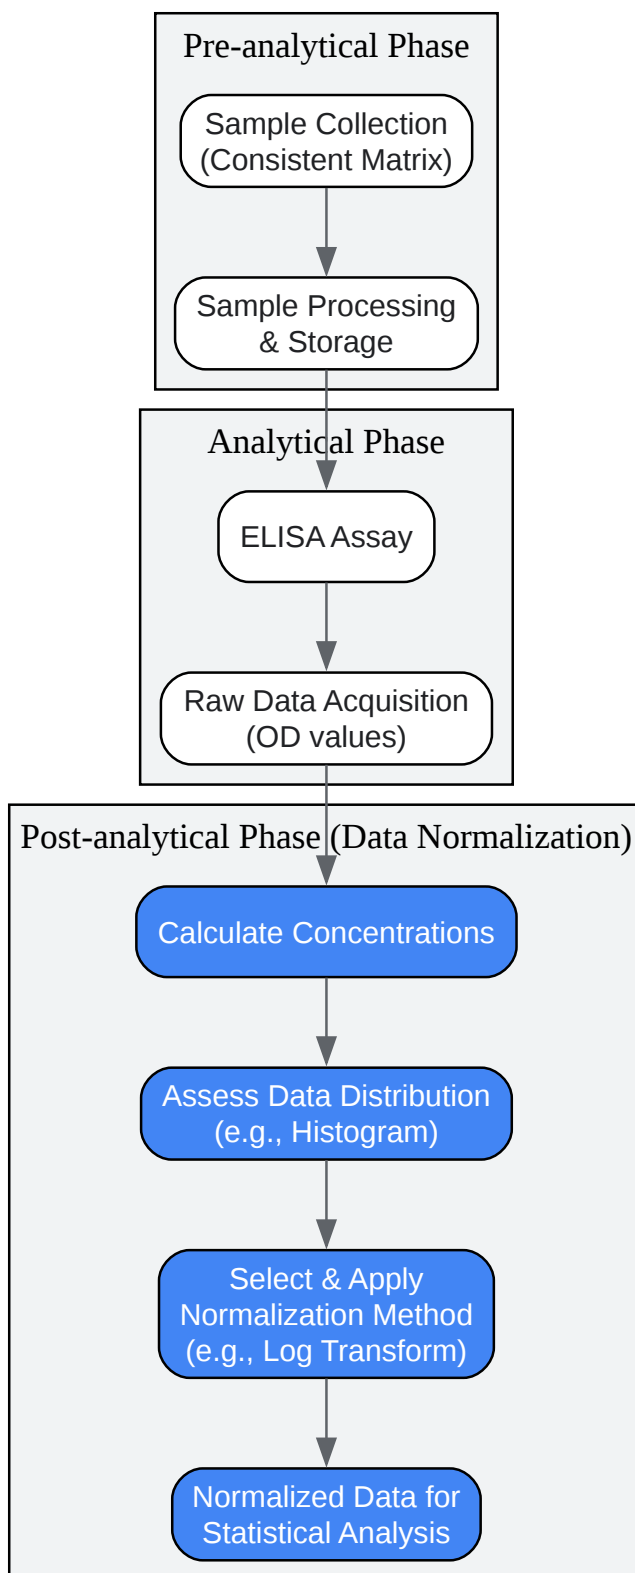 Pre-analytical Phase
Sample Collection
(Consistent Matrix)
Sample Processing
& Storage
Analytical Phase
ELISA Assay
Raw Data Acquisition
(OD values)
Post-analytical Phase (Data Normalization)
Calculate Concentrations
Assess Data Distribution
(e.g., Histogram)
Select & Apply
Normalization Method
(e.g., Log Transform)
Normalized Data for
Statistical Analysis